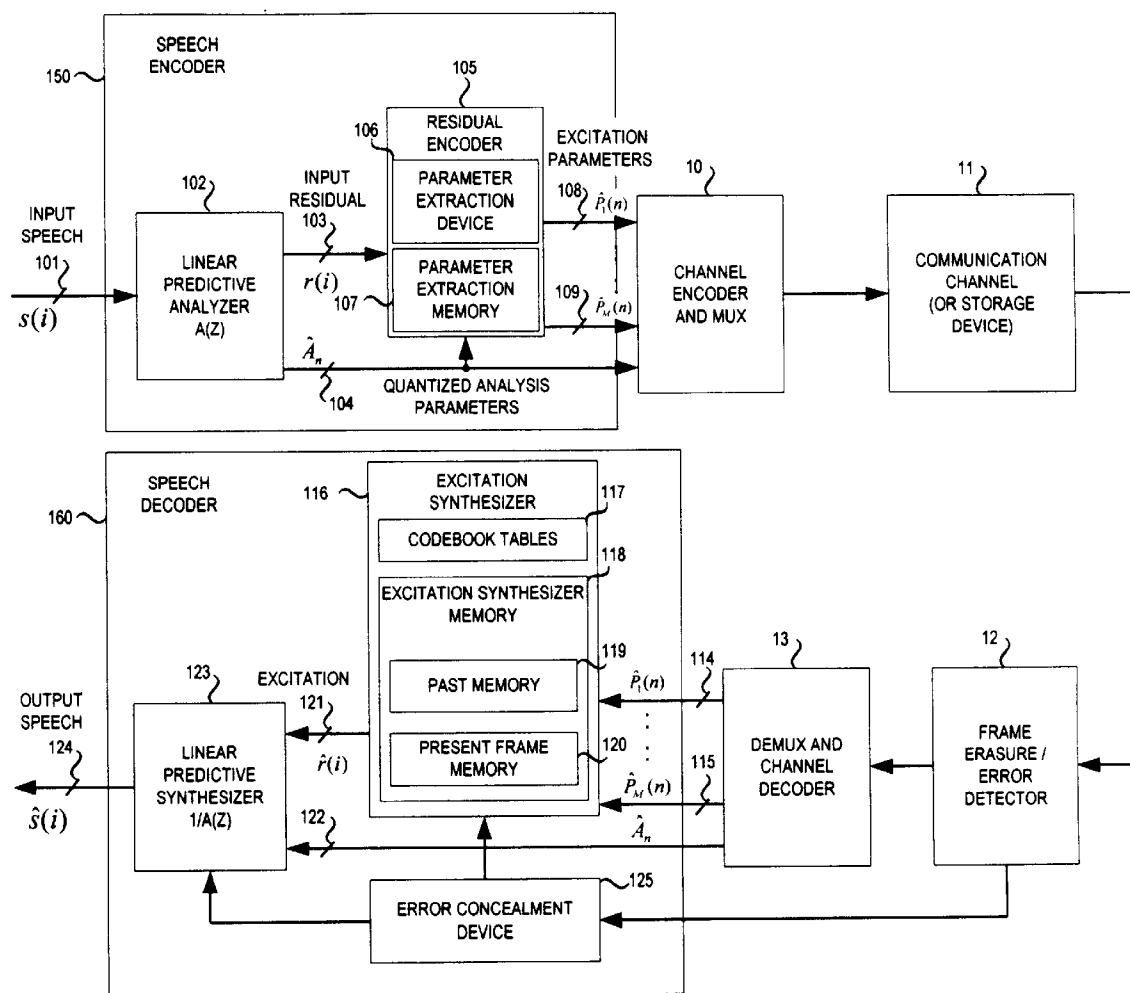 SPEECH
ENCODER
150
105
RESIDUAL
ENCODER
106
PARAMETER
EXTRACTION
DEVICE
107
PARAMETER
EXTRACTION
MEMORY
EXCITATION
PARAMETERS
108
P̂₁(n)
109
P̂_M(n)
INPUT
SPEECH
101
s(i)
102
LINEAR
PREDICTIVE
ANALYZER
A(Z)
INPUT
RESIDUAL
103
r(i)
Â_n
104
QUANTIZED ANALYSIS
PARAMETERS
10
CHANNEL
ENCODER
AND MUX
11
COMMUNICATION
CHANNEL
(OR STORAGE
DEVICE)
SPEECH
DECODER
160
116
EXCITATION
SYNTHESIZER
117
CODEBOOK TABLES
118
EXCITATION SYNTHESIZER
MEMORY
119
PAST MEMORY
PRESENT FRAME
MEMORY
120
OUTPUT
SPEECH
124
ŝ(i)
123
LINEAR
PREDICTIVE
SYNTHESIZER
1/A(Z)
EXCITATION
121
r̂(i)
122
114
P̂₁(n)
115
P̂_M(n)
Â_n
13
DEMUX AND
CHANNEL
DECODER
12
FRAME
ERASURE /
ERROR
DETECTOR
125
ERROR CONCEALMENT
DEVICE